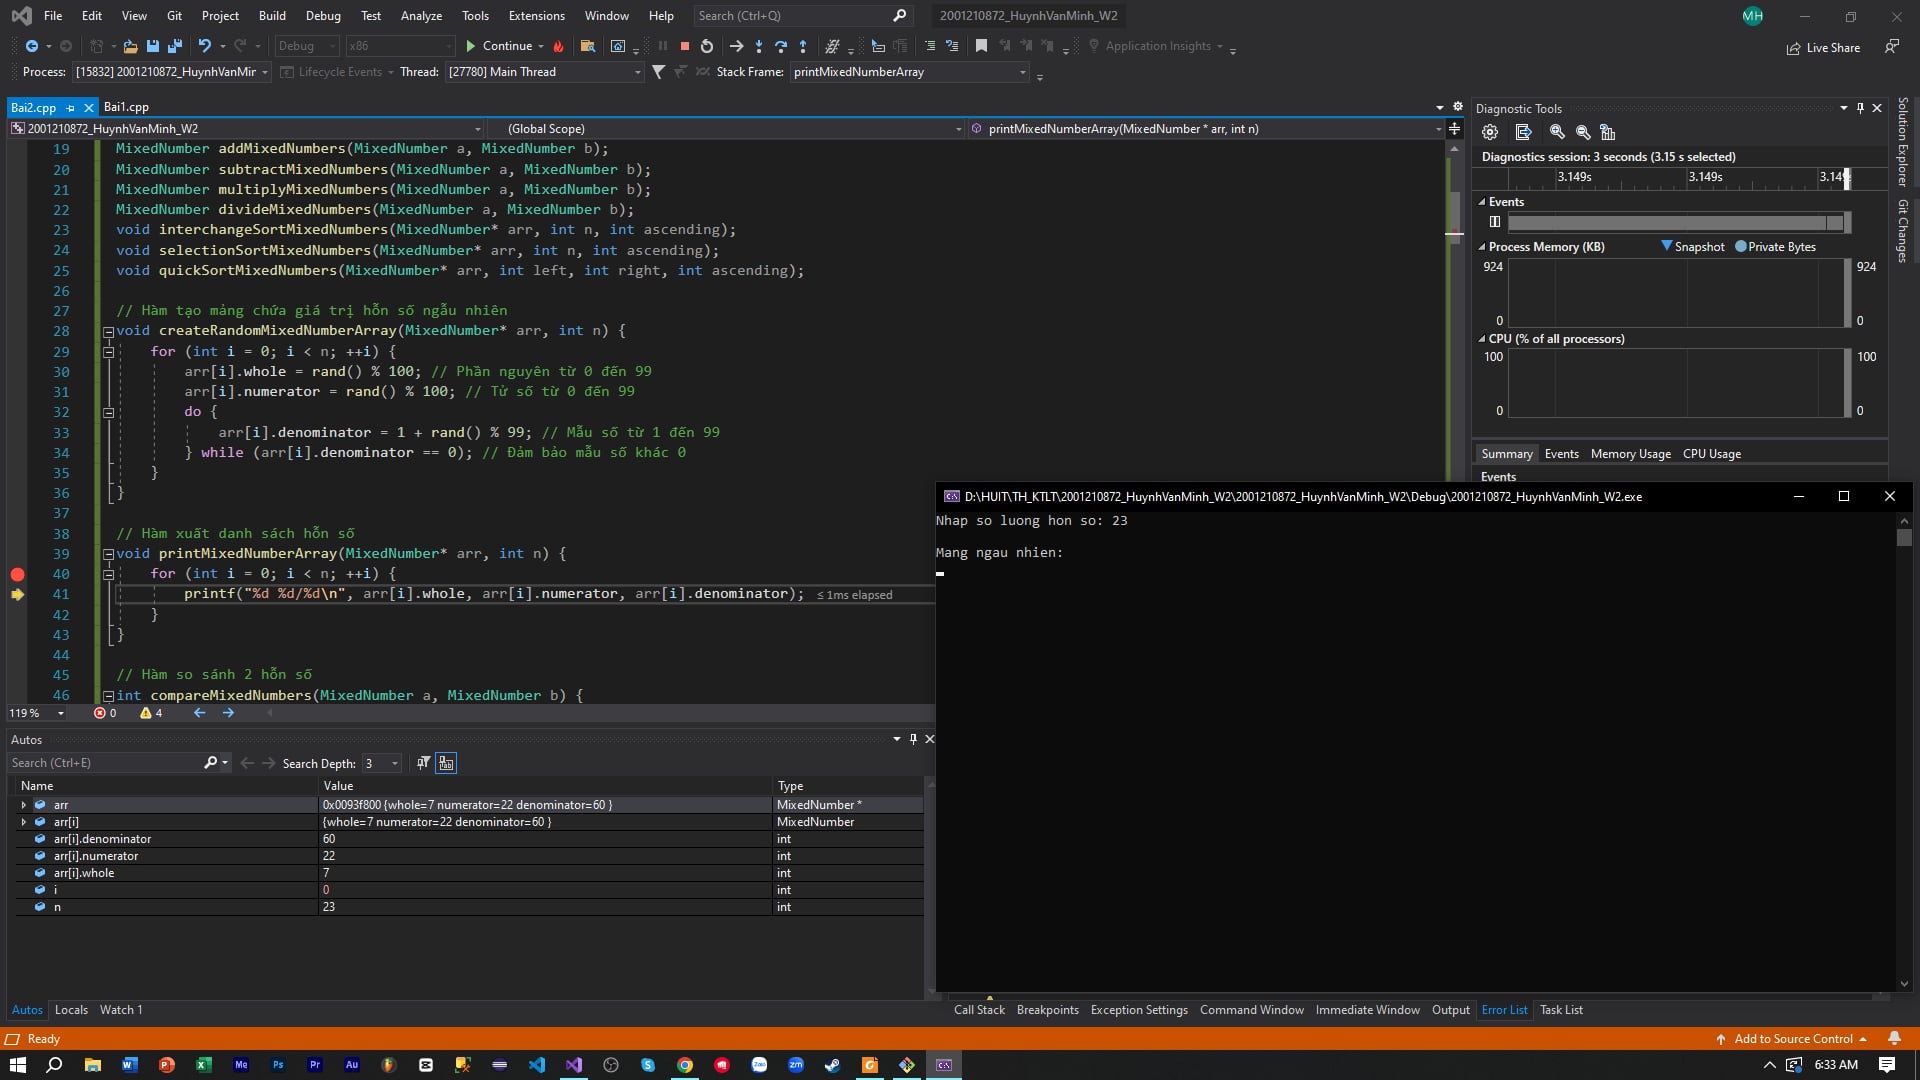 File Edit View Git Project Build Debug Test Analyze Tools Extensions Window Help Search (Ctrl+Q) 2001210872_HuynhVanMinh_W2 MH
Debug x86 Continue Application Insights Live Share
Process: [15832] 2001210872_HuynhVanMin Lifecycle Events Thread: [27780] Main Thread Stack Frame: printMixedNumberArray
Bai2.cpp Bai1.cpp
2001210872_HuynhVanMinh_W2 (Global Scope) printMixedNumberArray(MixedNumber * arr, int n)
19 MixedNumber addMixedNumbers(MixedNumber a, MixedNumber b);
20 MixedNumber subtractMixedNumbers(MixedNumber a, MixedNumber b);
21 MixedNumber multiplyMixedNumbers(MixedNumber a, MixedNumber b);
22 MixedNumber divideMixedNumbers(MixedNumber a, MixedNumber b);
23 void interchangeSortMixedNumbers(MixedNumber* arr, int n, int ascending);
24 void selectionSortMixedNumbers(MixedNumber* arr, int n, int ascending);
25 void quickSortMixedNumbers(MixedNumber* arr, int left, int right, int ascending);
26
27 // Hàm tạo mảng chứa giá trị hỗn số ngẫu nhiên
28 void createRandomMixedNumberArray(MixedNumber* arr, int n) {
29 for (int i = 0; i < n; ++i) {
30 arr[i].whole = rand() % 100; // Phần nguyên từ 0 đến 99
31 arr[i].numerator = rand() % 100; // Tử số từ 0 đến 99
32 do {
33 arr[i].denominator = 1 + rand() % 99; // Mẫu số từ 1 đến 99
34 } while (arr[i].denominator == 0); // Đảm bảo mẫu số khác 0
35 }
36 }
37
38 // Hàm xuất danh sách hỗn số
39 void printMixedNumberArray(MixedNumber* arr, int n) {
40 for (int i = 0; i < n; ++i) {
41 printf("%d %d/%d\n", arr[i].whole, arr[i].numerator, arr[i].denominator); ≤ 1ms elapsed
42 }
43 }
44
45 // Hàm so sánh 2 hỗn số
46 int compareMixedNumbers(MixedNumber a, MixedNumber b) {
119 % 0 4
Diagnostic Tools
Diagnostics session: 3 seconds (3.15 s selected)
3.149s 3.149s 3.149
Events
Process Memory (KB) Snapshot Private Bytes
924 924
0 0
CPU (% of all processors)
100 100
0 0
Summary Events Memory Usage CPU Usage
Events
Solution Explorer
Git Changes
D:\HUIT\TH_KTLT\2001210872_HuynhVanMinh_W2\2001210872_HuynhVanMinh_W2\Debug\2001210872_HuynhVanMinh_W2.exe
Nhap so luong hon so: 23
Mang ngau nhien:
Autos
Search (Ctrl+E) Search Depth: 3
Name Value Type
arr 0x0093f800 {whole=7 numerator=22 denominator=60 } MixedNumber *
arr[i] {whole=7 numerator=22 denominator=60 } MixedNumber
arr[i].denominator 60 int
arr[i].numerator 22 int
arr[i].whole 7 int
i 0 int
n 23 int
Autos Locals Watch 1
Call Stack Breakpoints Exception Settings Command Window Immediate Window Output Error List Task List
Ready Add to Source Control
6:33 AM